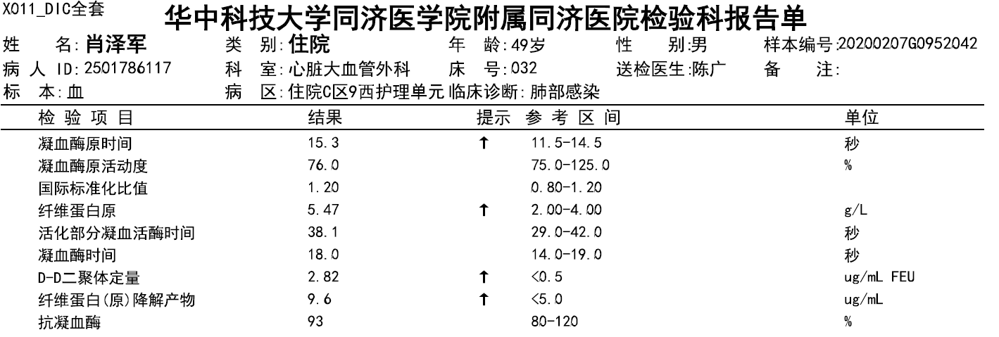 X011_DIC全套
华中科技大学同济医学院附属同济医院检验科报告单
姓 名: 肖泽军 类 别: 住院 年 龄: 49岁 性 别:男 样本编号:20200207G0952042
病 人 ID: 2501786117 科 室: 心脏大血管外科 床 号: 032 送检医生:陈广 备 注:
标 本: 血 病 区: 住院C区9西护理单元 临床诊断: 肺部感染
检 验 项 目 结果 提示 参 考 区 间 单位
凝血酶原时间 15.3 ↑ 11.5-14.5 秒
凝血酶原活动度 76.0 75.0-125.0 %
国际标准化比值 1.20 0.80-1.20
纤维蛋白原 5.47 ↑ 2.00-4.00 g/L
活化部分凝血活酶时间 38.1 29.0-42.0 秒
凝血酶时间 18.0 14.0-19.0 秒
D-D二聚体定量 2.82 ↑ <0.5 ug/mL FEU
纤维蛋白(原)降解产物 9.6 ↑ <5.0 ug/mL
抗凝血酶 93 80-120 %